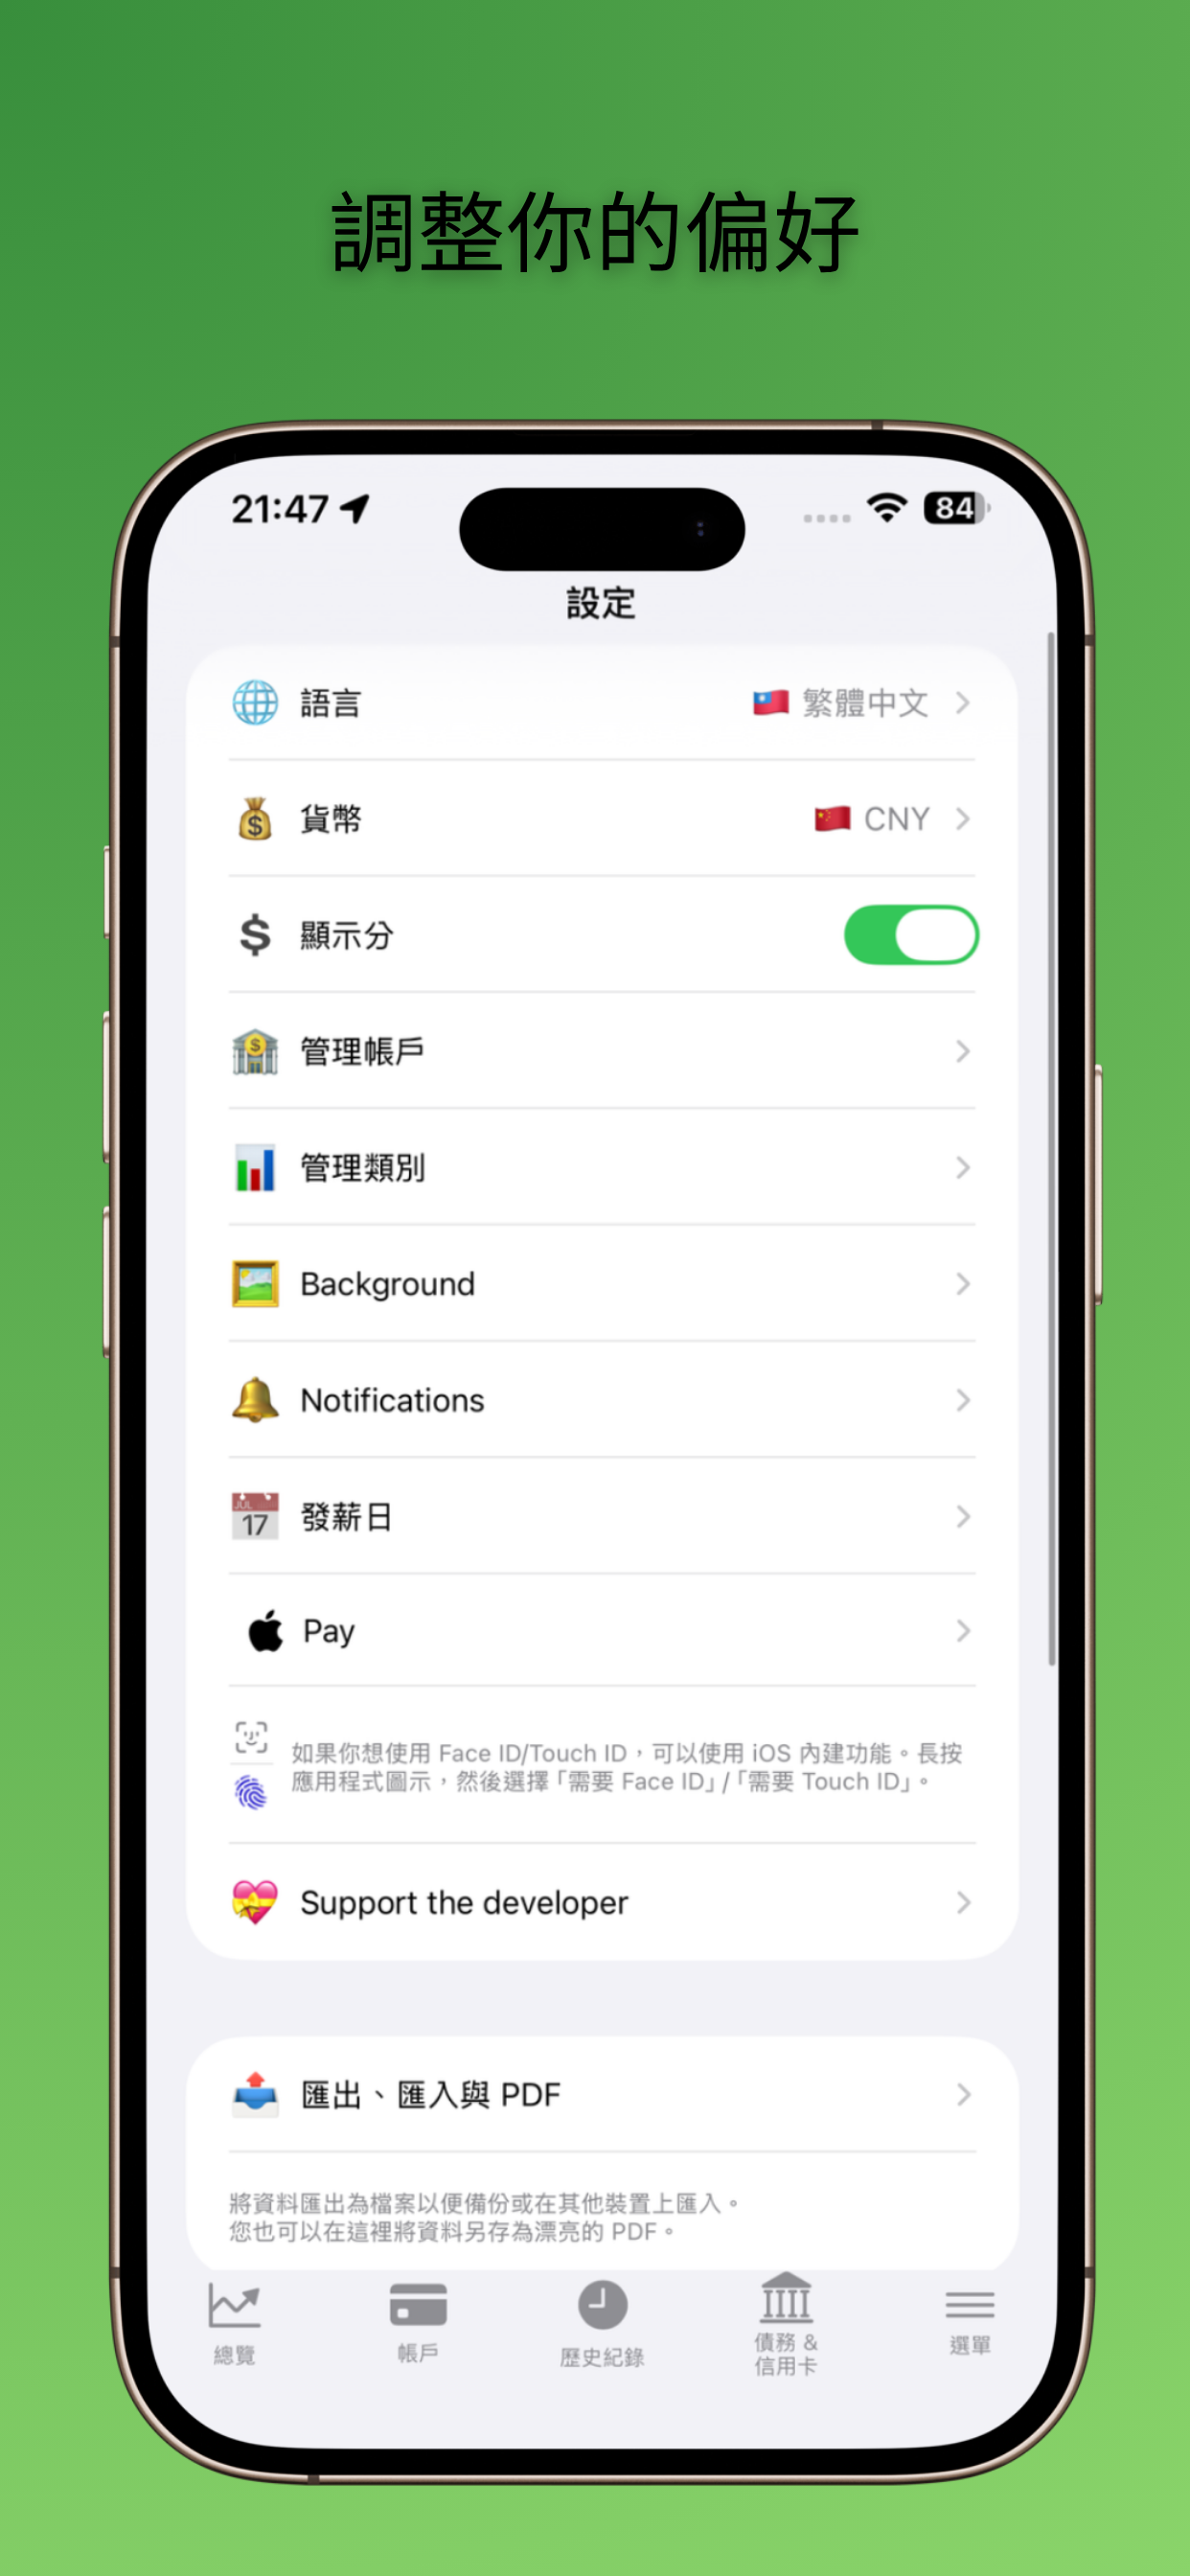 調整你的偏好
21:47
84
設定
語言
繁體中文
貨幣
CNY
顯示分
管理帳戶
管理類別
Background
Notifications
JUL
17
發薪日
Pay
如果你想使用 Face ID/Touch ID，可以使用 iOS 內建功能。長按
應用程式圖示，然後選擇「需要 Face ID」/「需要 Touch ID」。
Support the developer
匯出、匯入與 PDF
將資料匯出為檔案以便備份或在其他裝置上匯入。
您也可以在這裡將資料另存為漂亮的 PDF。
總覽
帳戶
歷史紀錄
債務 &
信用卡
選單